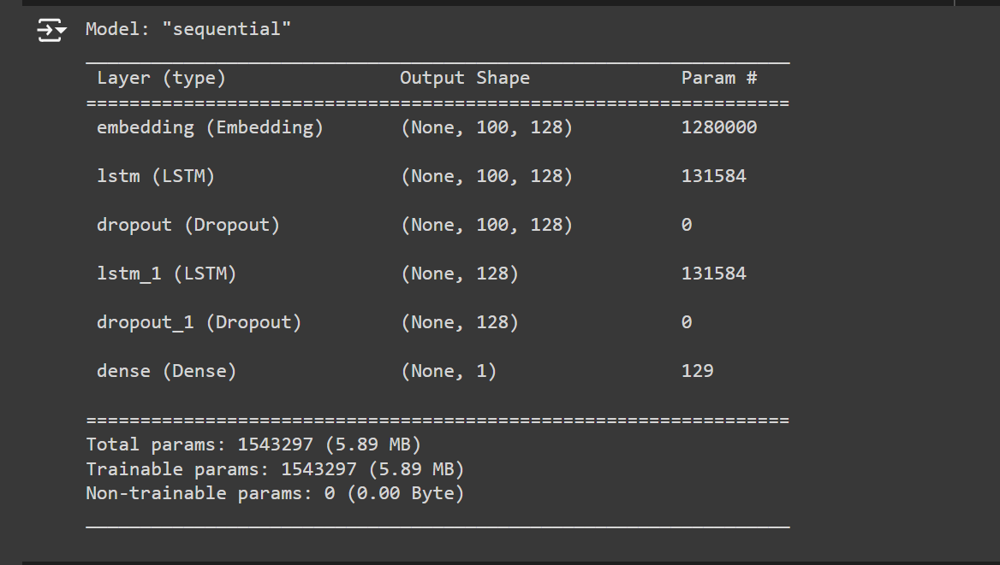 Model: "sequential"
_________________________________________________________________
Layer (type) Output Shape Param #
=================================================================
embedding (Embedding) (None, 100, 128) 1280000
lstm (LSTM) (None, 100, 128) 131584
dropout (Dropout) (None, 100, 128) 0
lstm_1 (LSTM) (None, 128) 131584
dropout_1 (Dropout) (None, 128) 0
dense (Dense) (None, 1) 129
=================================================================
Total params: 1543297 (5.89 MB)
Trainable params: 1543297 (5.89 MB)
Non-trainable params: 0 (0.00 Byte)
_________________________________________________________________